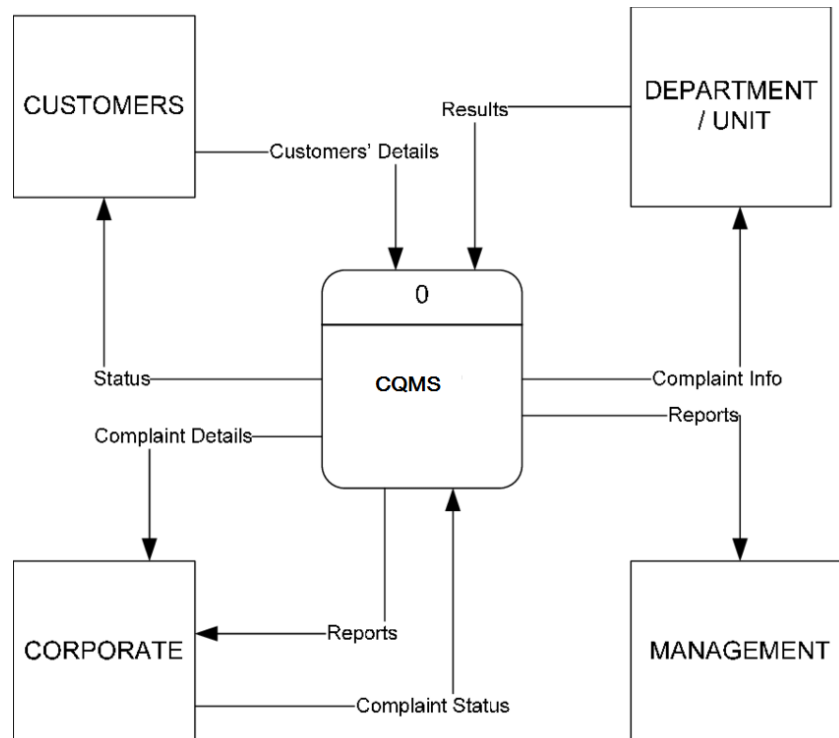 CUSTOMERS
DEPARTMENT
/ UNIT
Results
Customers' Details
0
CQMS
Status
Complaint Info
Reports
Complaint Details
Reports
CORPORATE
MANAGEMENT
Complaint Status